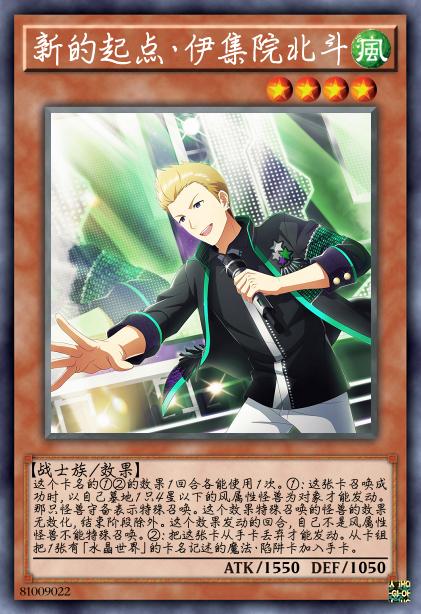 新的起点·伊集院北斗 風
【战士族/效果】
这个卡名的①②的效果1回合各能使用1次。①：这张卡召唤成
功时，以自己墓地1只4星以下的风属性怪兽为对象才能发动。
那只怪兽守备表示特殊召唤。这个效果特殊召唤的怪兽的效果
无效化，结束阶段除外。这个效果发动的回合，自己不是风属性
怪兽不能特殊召唤。②：把这张卡从手卡丢弃才能发动。从卡组
把1张有「水晶世界」的卡名记述的魔法·陷阱卡加入手卡。
ATK/1550 DEF/1050
81009022